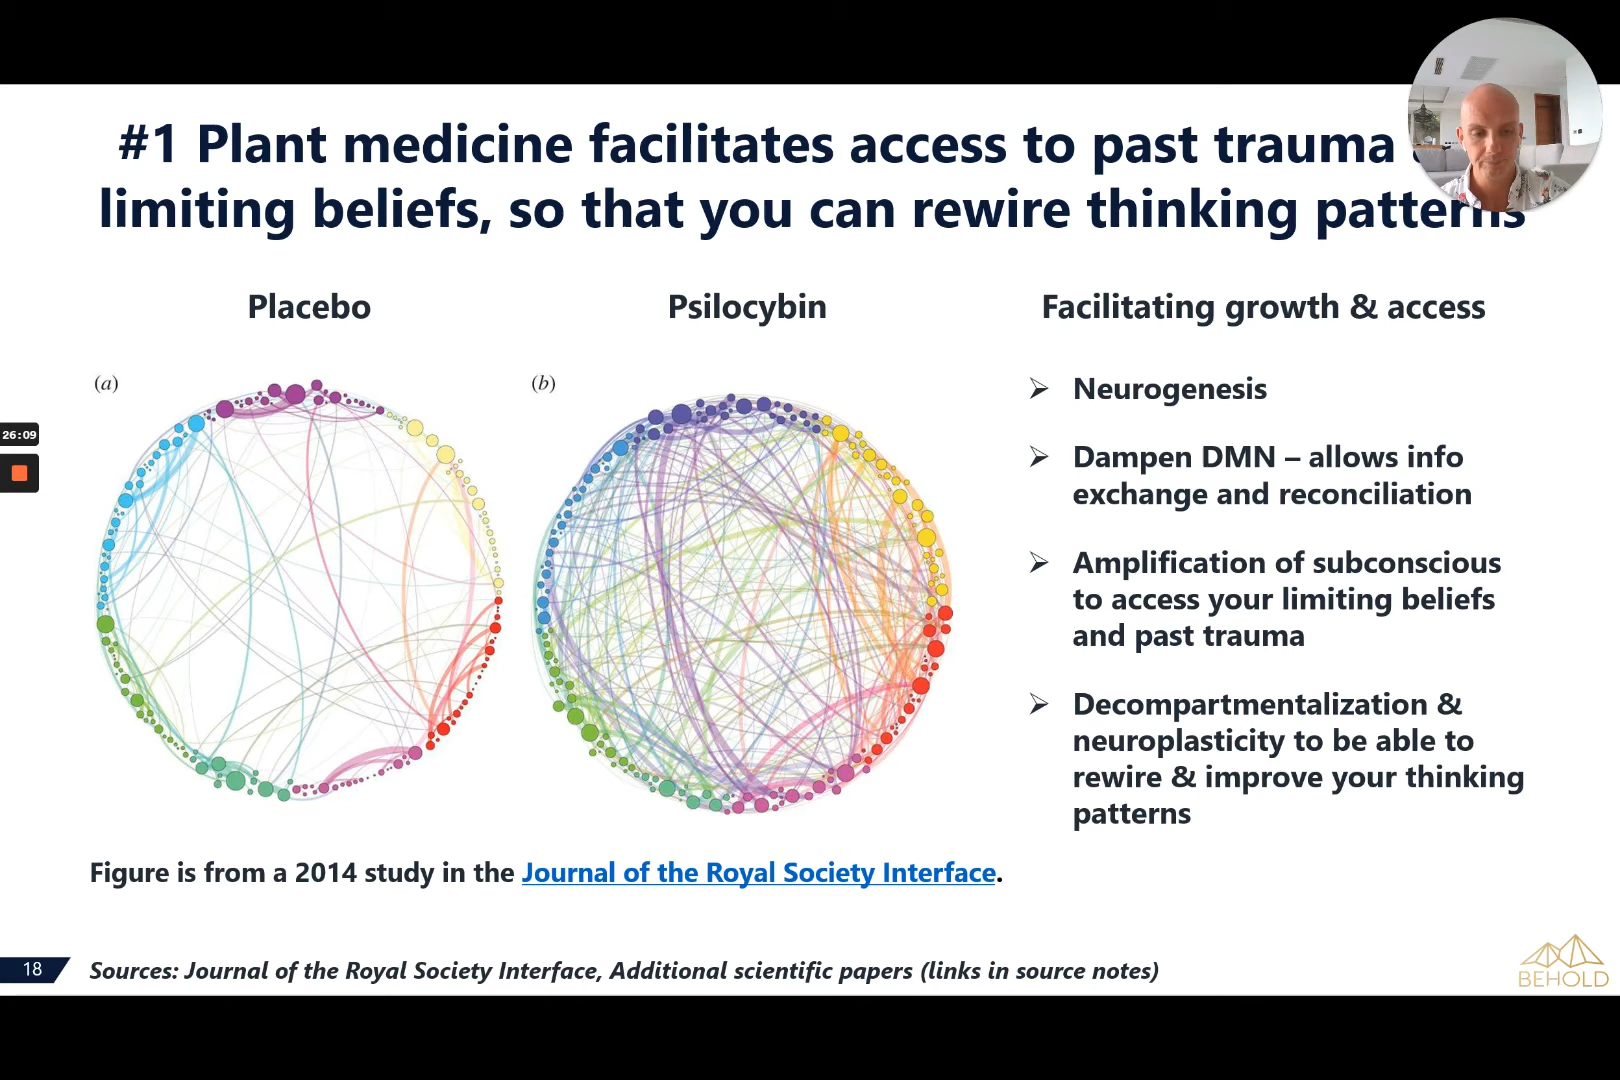 #1 Plant medicine facilitates access to past trauma
limiting beliefs, so that you can rewire thinking patterns
Placebo
Psilocybin
Facilitating growth & access
(a)
(b)
➢ Neurogenesis
➢ Dampen DMN – allows info
exchange and reconciliation
➢ Amplification of subconscious
to access your limiting beliefs
and past trauma
➢ Decompartmentalization &
neuroplasticity to be able to
rewire & improve your thinking
patterns
26:09
Figure is from a 2014 study in the Journal of the Royal Society Interface.
18
Sources: Journal of the Royal Society Interface, Additional scientific papers (links in source notes)
BEHOLD